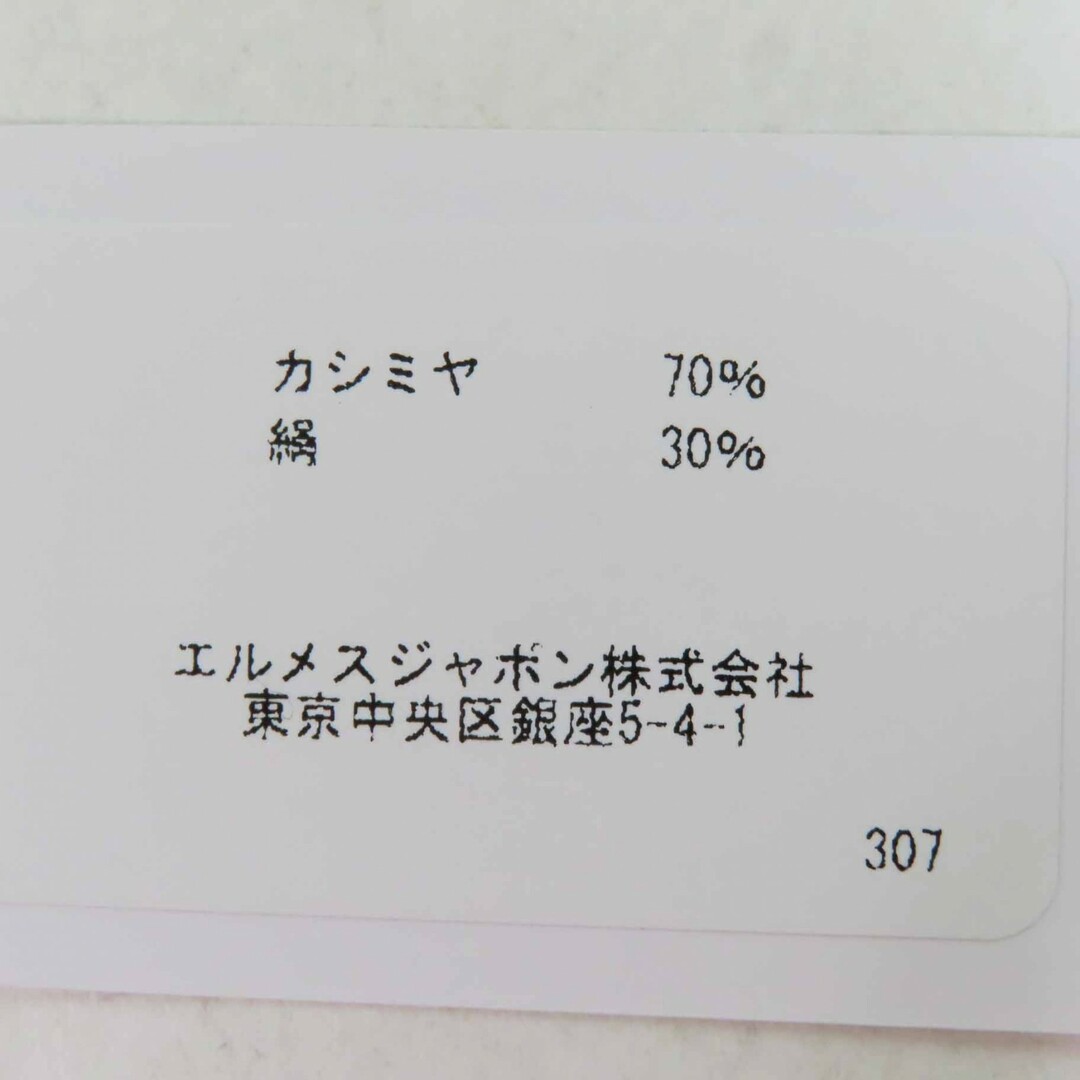 カシミヤ 70%
絹 30%
エルメスジャポン株式会社
東京中央区銀座5-4-1
307